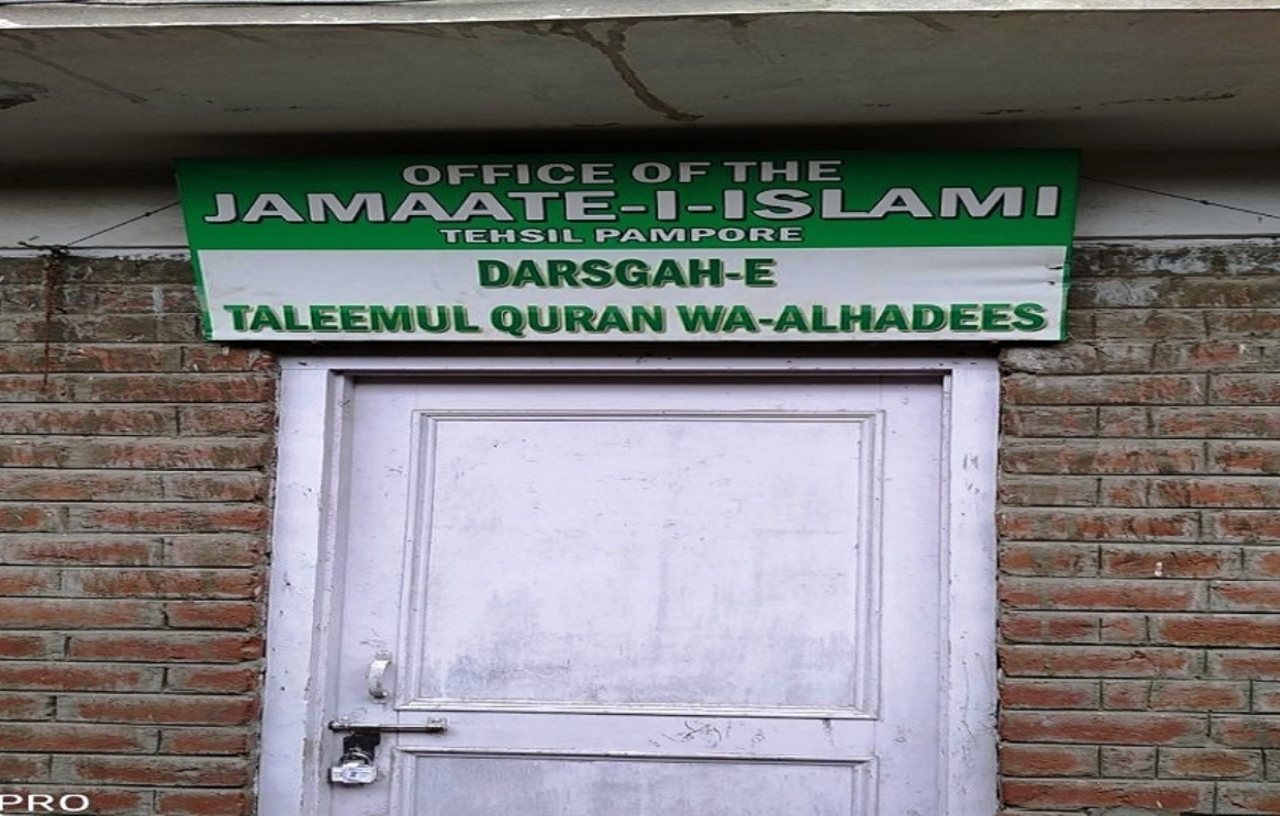 OFFICE OF THE
JAMAATE-I-ISLAMI
TEHSIL PAMPORE
DARSGAH-E
TALEEMUL QURAN WA-ALHADEES
PRO